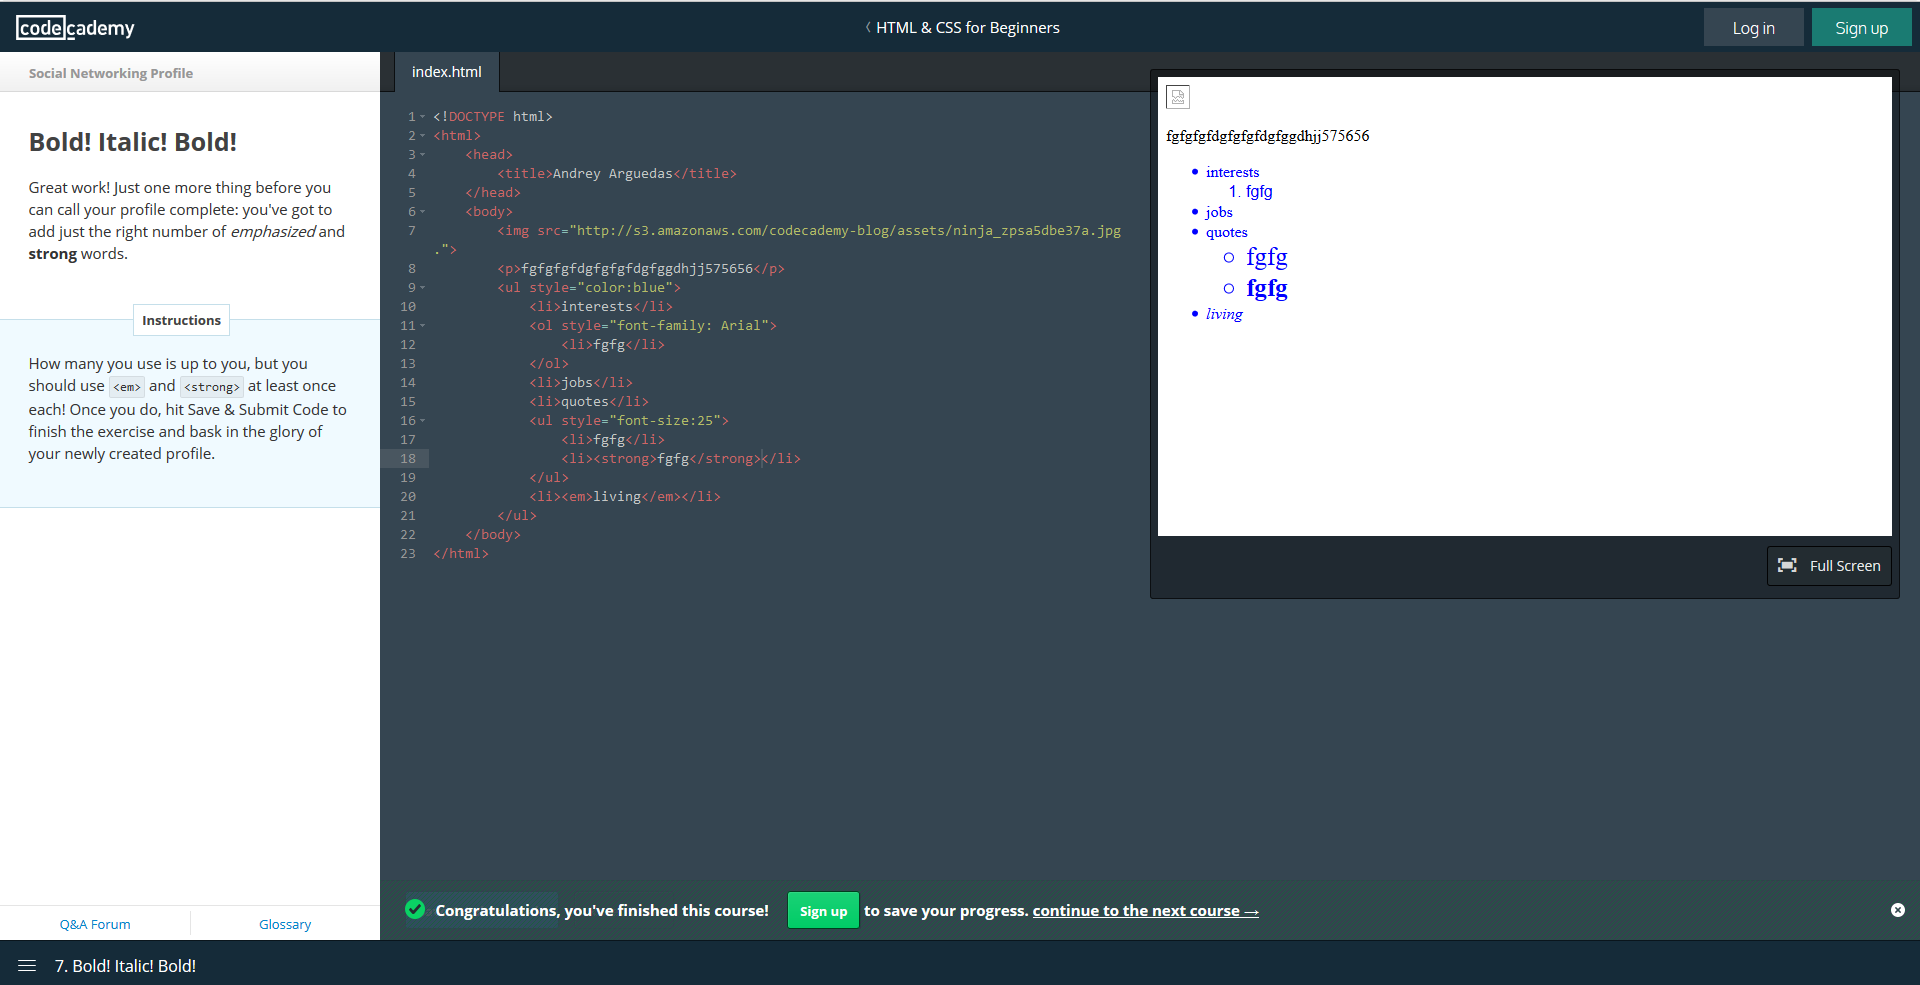 codecademy
〈 HTML & CSS for Beginners
Log in
Sign up
Social Networking Profile
Bold! Italic! Bold!
Great work! Just one more thing before you
can call your profile complete: you've got to
add just the right number of emphasized and
strong words.
Instructions
How many you use is up to you, but you
should use <em> and <strong> at least once
each! Once you do, hit Save & Submit Code to
finish the exercise and bask in the glory of
your newly created profile.
Q&A Forum
Glossary
index.html
1 <!DOCTYPE html>
2 <html>
3 <head>
4 <title>Andrey Arguedas</title>
5 </head>
6 <body>
7 <img src="http://s3.amazonaws.com/codecademy-blog/assets/ninja_zpsa5dbe37a.jpg
.">
8 <p>fgfgfgfdgfgfgfdgfggdhjj575656</p>
9 <ul style="color:blue">
10 <li>interests</li>
11 <ol style="font-family: Arial">
12 <li>fgfg</li>
13 </ol>
14 <li>jobs</li>
15 <li>quotes</li>
16 <ul style="font-size:25">
17 <li>fgfg</li>
18 <li><strong>fgfg</strong></li>
19 </ul>
20 <li><em>living</em></li>
21 </ul>
22 </body>
23 </html>
fgfgfgfdgfgfgfdgfggdhjj575656
• interests
1. fgfg
• jobs
• quotes
○ fgfg
○ fgfg
• living
Full Screen
Congratulations, you've finished this course! Sign up to save your progress. continue to the next course →
7. Bold! Italic! Bold!